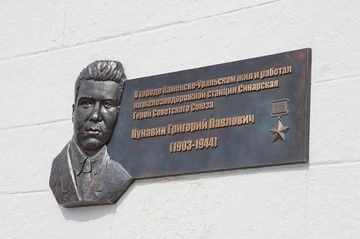 В городе Каменске-Уральском жил и работал
на железнодорожной станции Синарская
Герой Советского Союза
Кунавин Григорий Павлович
(1903-1944)